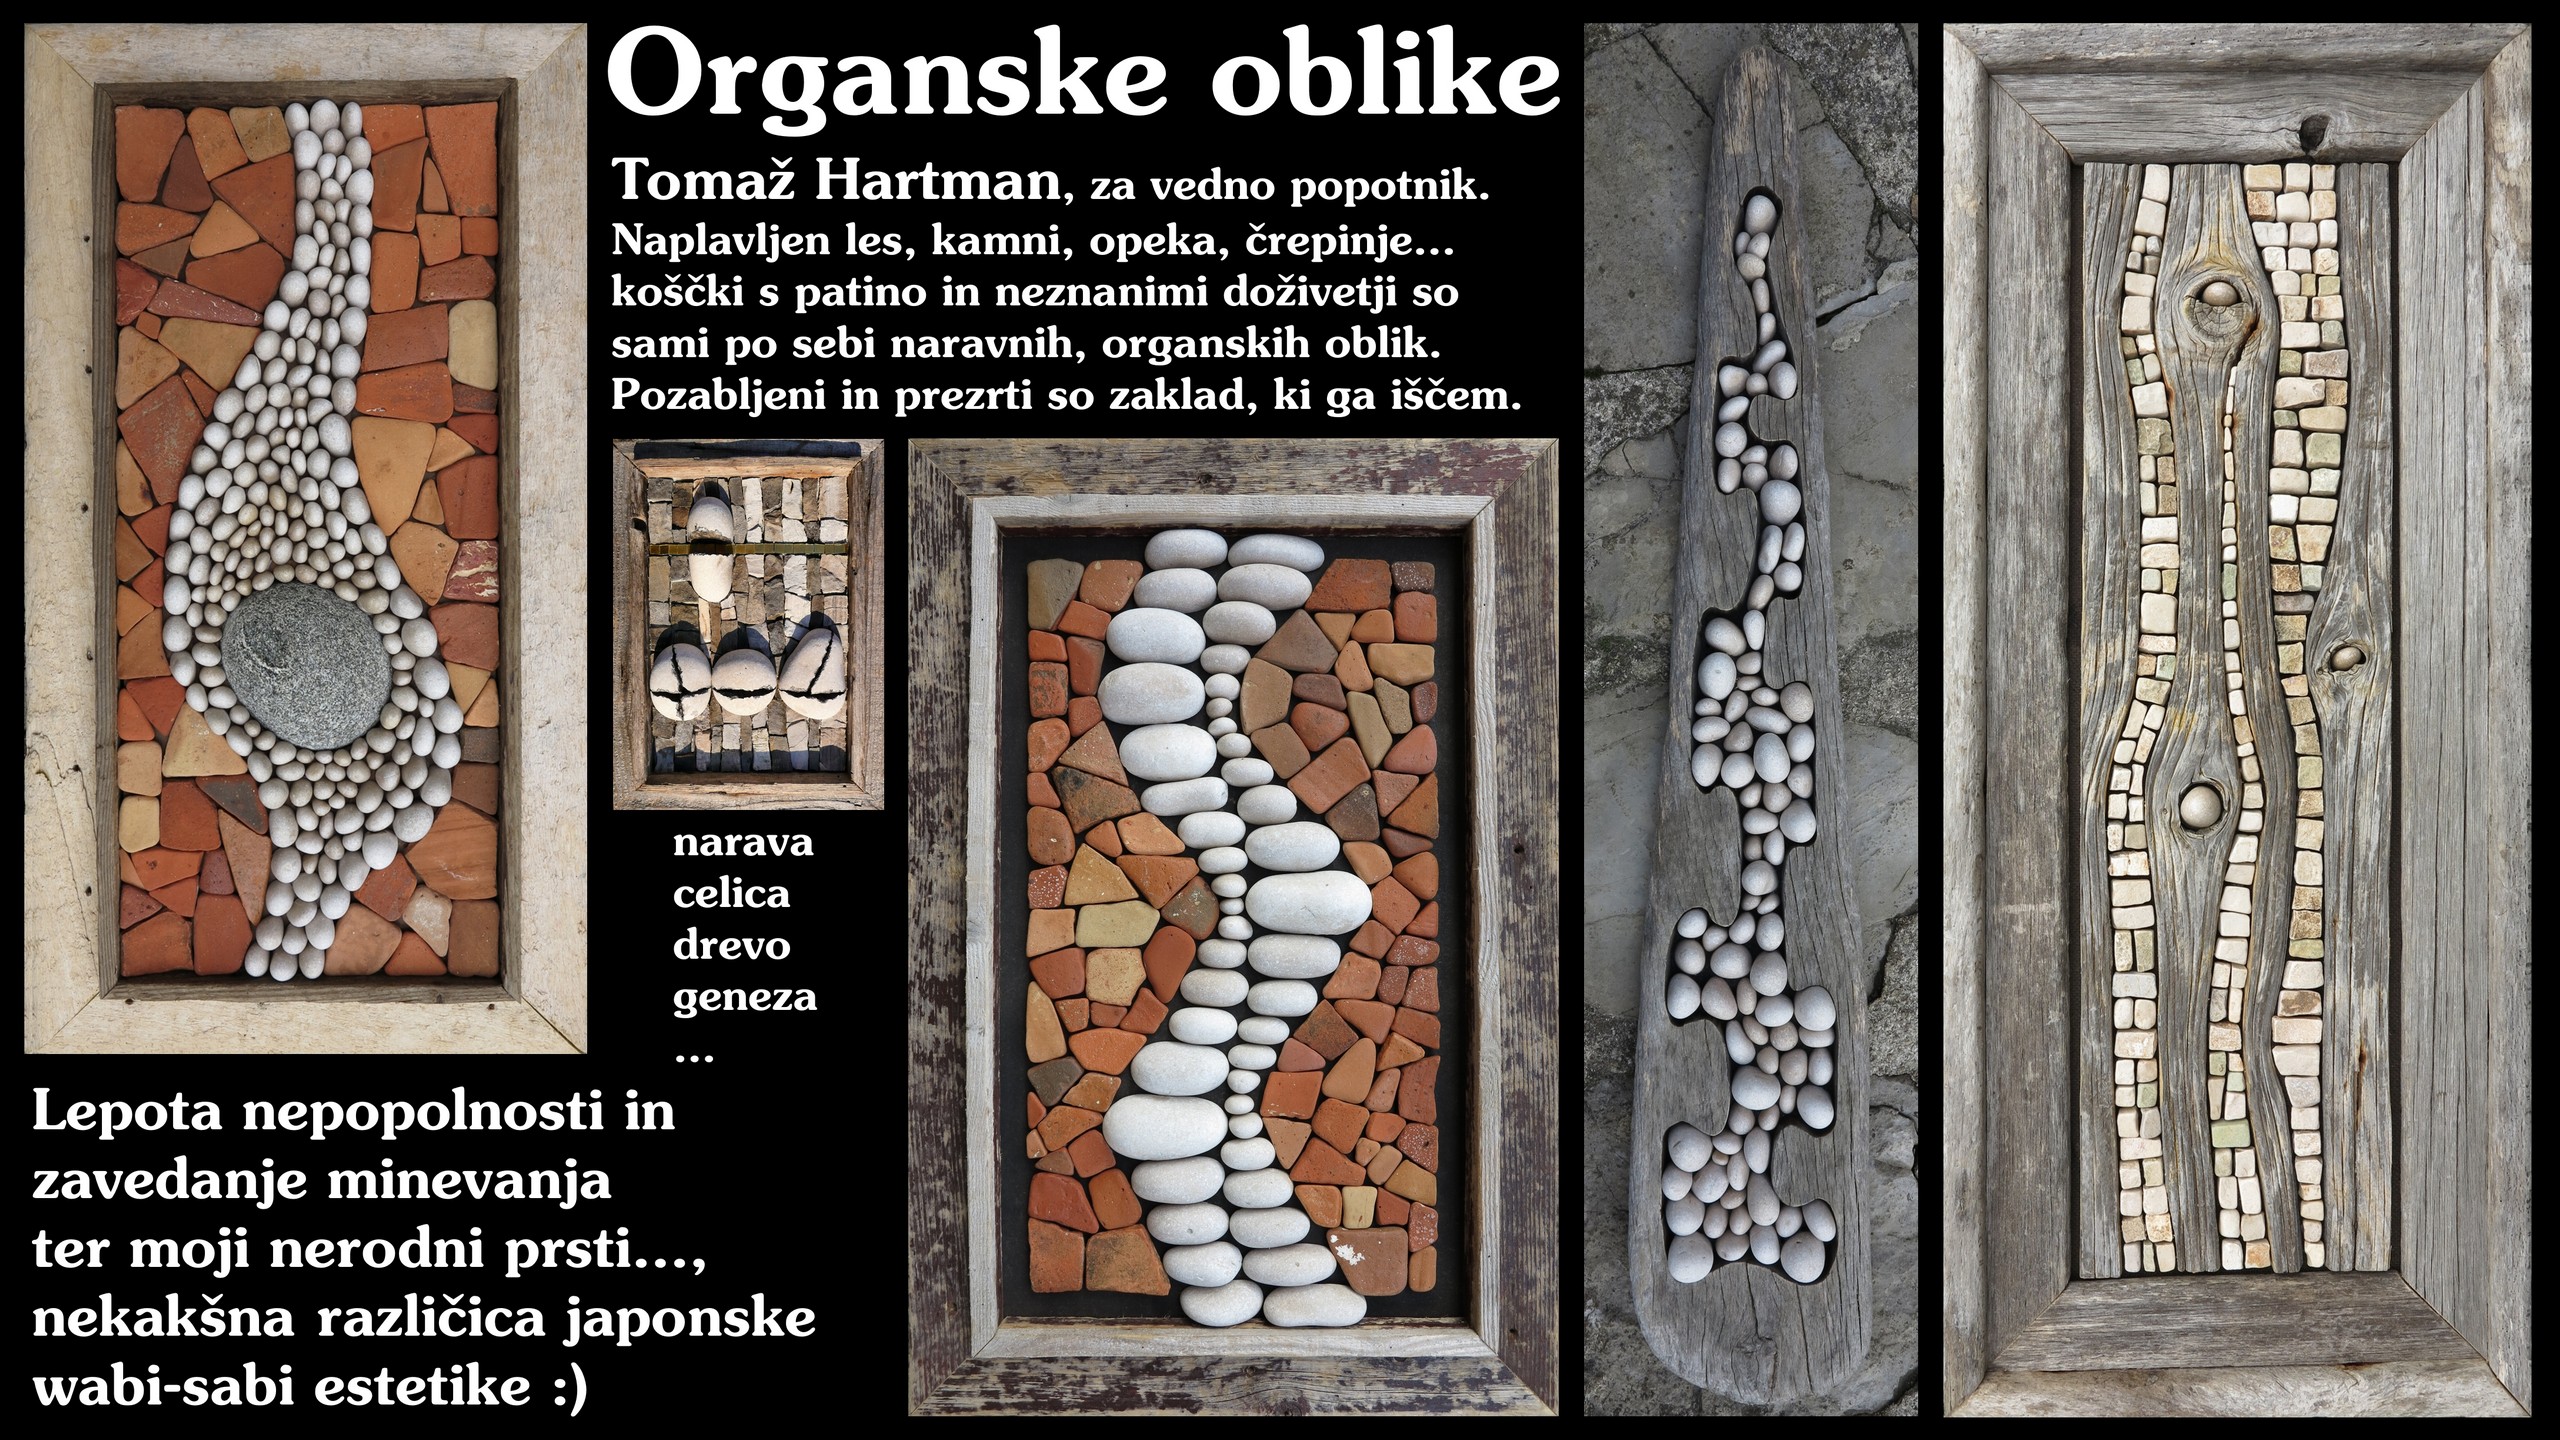 Organske oblike
Tomaž Hartman, za vedno popotnik.
Naplavljen les, kamni, opeka, črepinje...
koščki s patino in neznanimi doživetji so
sami po sebi naravnih, organskih oblik.
Pozabljeni in prezrti so zaklad, ki ga iščem.
narava
celica
drevo
geneza
...
Lepota nepopolnosti in
zavedanje minevanja
ter moji nerodni prsti...,
nekakšna različica japonske
wabi-sabi estetike :)